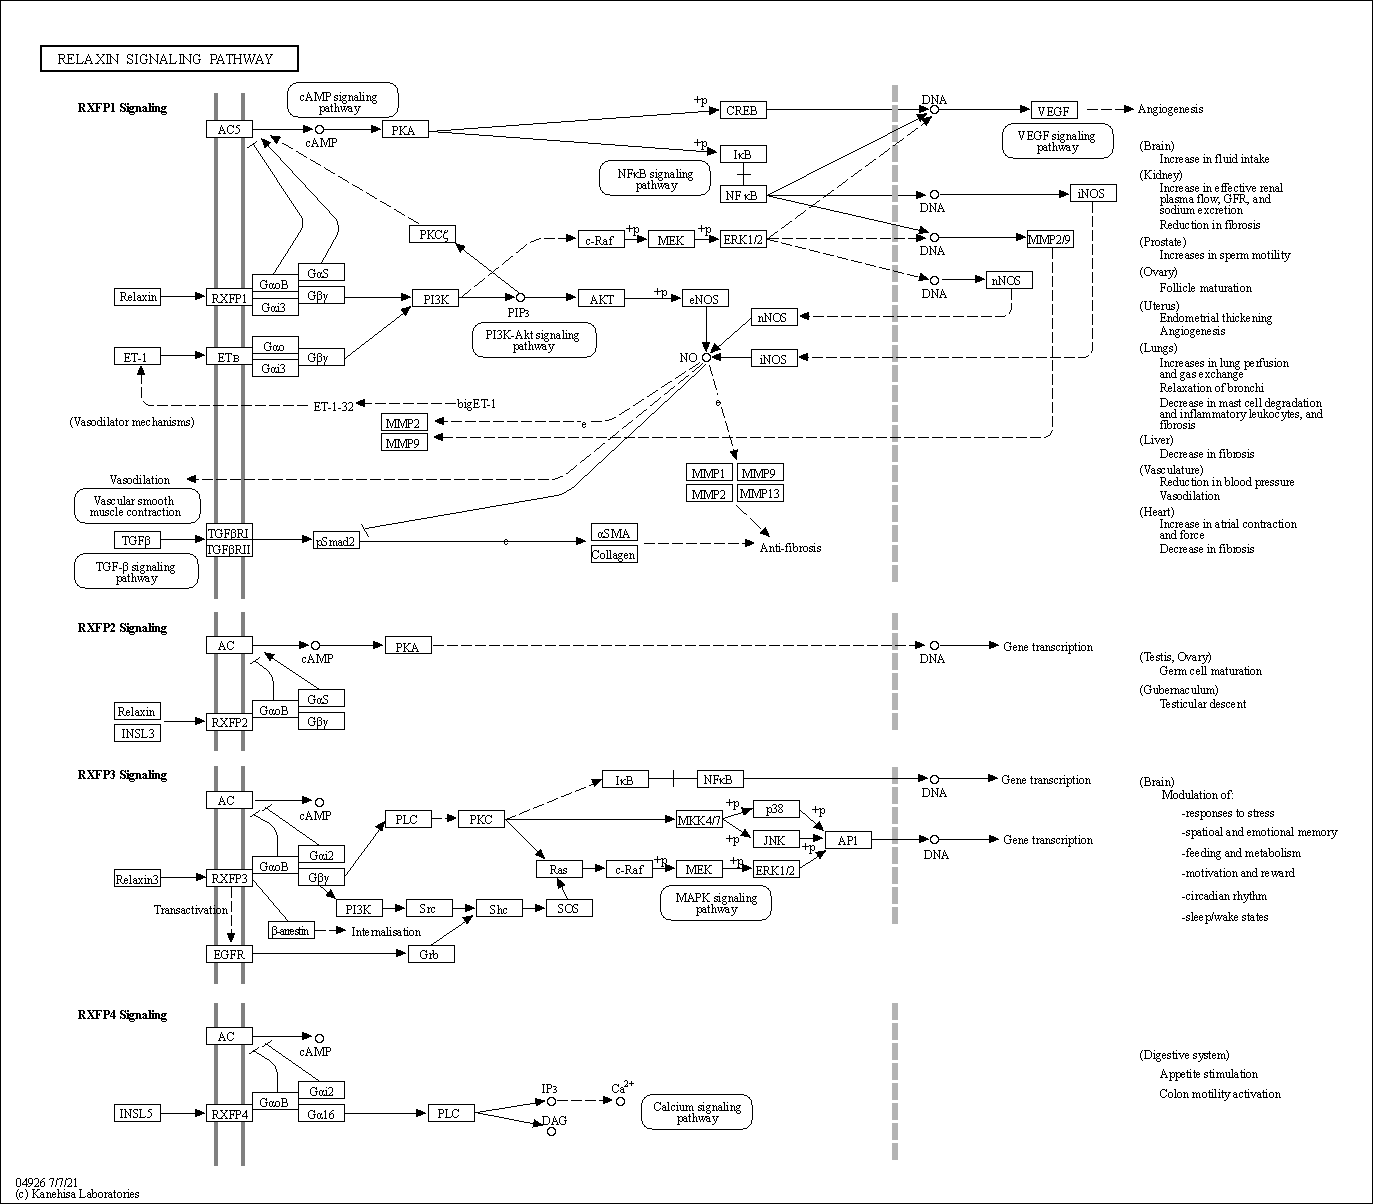 RELAXIN SIGNALING PATHWAY
RXFP1 Signaling
cAMP signaling
pathway
AC5
cAMP
PKA
+p
CREB
DNA
VEGF
Angiogenesis
VEGF signaling
pathway
+p
IκB
NFκB signaling
pathway
NFκB
DNA
iNOS
PKCζ
c-Raf
+p
MEK
+p
ERK1/2
DNA
MMP2/9
DNA
nNOS
Relaxin
RXFP1
GαoB
GαS
Gαi3
Gβγ
PI3K
PIP3
AKT
+p
eNOS
PI3K-Akt signaling
pathway
nNOS
ET-1
ETB
Gαo
Gαi3
Gβγ
NO
iNOS
ET-1-32
bigET-1
(Vasodilator mechanisms)
MMP2
MMP9
e
e
MMP1
MMP9
MMP2
MMP13
Vasodilation
Vascular smooth
muscle contraction
TGFβ
TGFβRI
TGFβRII
pSmad2
e
αSMA
Collagen
Anti-fibrosis
TGF-β signaling
pathway
(Brain)
Increase in fluid intake
(Kidney)
Increase in effective renal
plasma flow, GFR, and
sodium excretion
Reduction in fibrosis
(Prostate)
Increases in sperm motility
(Ovary)
Follicle maturation
(Uterus)
Endometrial thickening
Angiogenesis
(Lungs)
Increases in lung perfusion
and gas exchange
Relaxation of bronchi
Decrease in mast cell degradation
and inflammatory leukocytes, and
fibrosis
(Liver)
Decrease in fibrosis
(Vasculature)
Reduction in blood pressure
Vasodilation
(Heart)
Increase in atrial contraction
and force
Decrease in fibrosis
RXFP2 Signaling
AC
cAMP
PKA
DNA
Gene transcription
Relaxin
INSL3
RXFP2
GαoB
GαS
Gβγ
(Testis, Ovary)
Germ cell maturation
(Gubernaculum)
Testicular descent
RXFP3 Signaling
AC
cAMP
PLC
PKC
IκB
NFκB
DNA
Gene transcription
MKK4/7
+p
p38
+p
+p
JNK
+p
AP1
DNA
Gene transcription
Ras
c-Raf
+p
MEK
+p
ERK1/2
Relaxin3
RXFP3
GαoB
Gαi2
Gβγ
MAPK signaling
pathway
Transactivation
PI3K
Src
Shc
SOS
β-arrestin
Internalisation
EGFR
Grb
(Brain)
Modulation of:
-responses to stress
-spatioal and emotional memory
-feeding and metabolism
-motivation and reward
-circadian rhythm
-sleep/wake states
RXFP4 Signaling
AC
cAMP
INSL5
RXFP4
GαoB
Gαi2
Gα16
PLC
IP3
DAG
Ca2+
Calcium signaling
pathway
(Digestive system)
Appetite stimulation
Colon motility activation
04926 7/7/21
(c) Kanehisa Laboratories